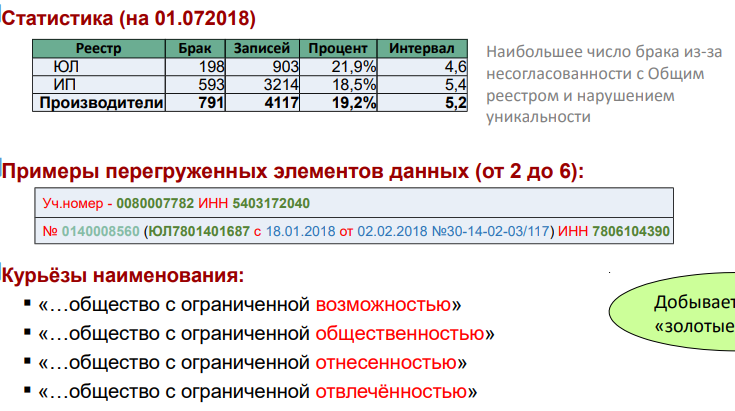 Статистика (на 01.072018)
Реестр Брак Записей Процент Интервал
ЮЛ 198 903 21,9% 4,6
ИП 593 3214 18,5% 5,4
Производители 791 4117 19,2% 5,2
Наибольшее число брака из-за
несогласованности с Общим
реестром и нарушением
уникальности
Примеры перегруженных элементов данных (от 2 до 6):
Уч.номер - 0080007782 ИНН 5403172040
№ 0140008560 (ЮЛ7801401687 с 18.01.2018 от 02.02.2018 №30-14-02-03/117) ИНН 7806104390
Курьёзы наименования:
▪ «…общество с ограниченной возможностью»
▪ «…общество с ограниченной общественностью»
▪ «…общество с ограниченной отнесенностью»
▪ «…общество с ограниченной отвлечённостью»
Добывает
«золотые